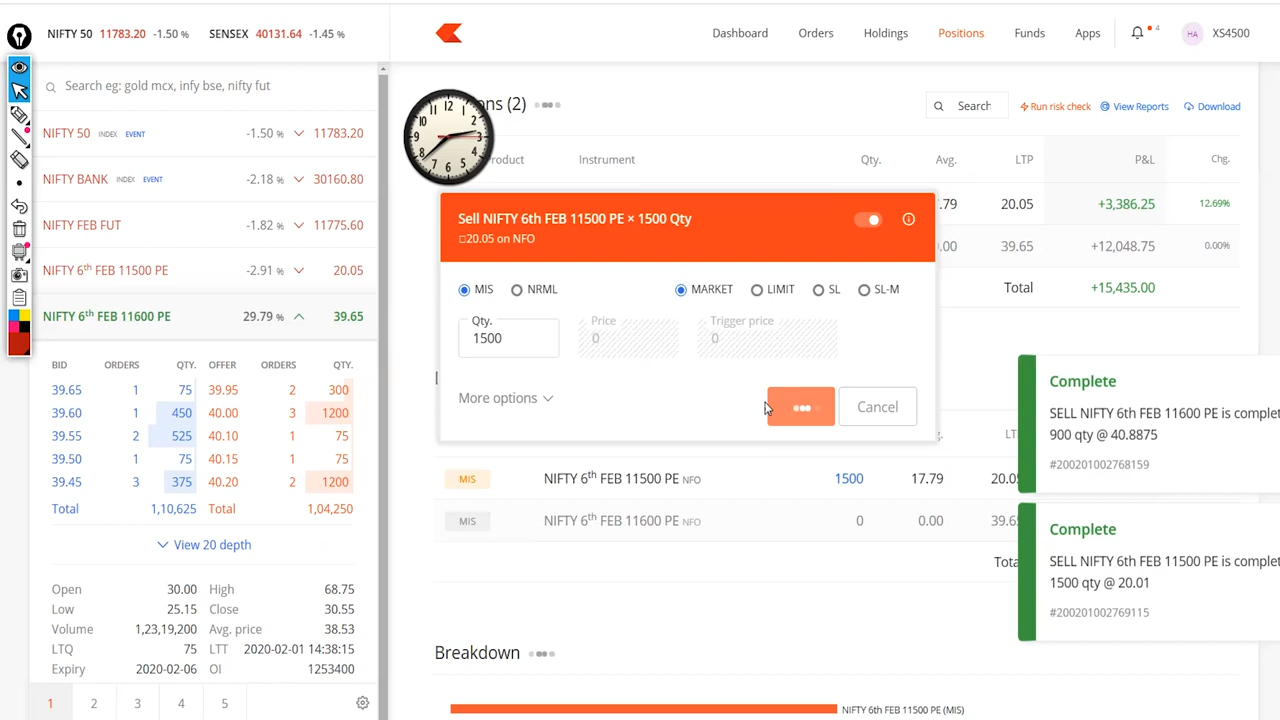 NIFTY 50 11783.20 -1.50 % SENSEX 40131.64 -1.45 %
Dashboard Orders Holdings Positions Funds Apps 4 HA XS4500
Search eg: gold mcx, infy bse, nifty fut
NIFTY 50 INDEX EVENT -1.50 % 11783.20
NIFTY BANK INDEX EVENT -2.18 % 30160.80
NIFTY FEB FUT -1.82 % 11775.60
NIFTY 6th FEB 11500 PE -2.91 % 20.05
NIFTY 6th FEB 11600 PE 29.79 % 39.65
BID ORDERS QTY. OFFER ORDERS QTY.
39.65 1 75 39.95 2 300
39.60 1 450 40.00 3 1200
39.55 2 525 40.10 1 75
39.50 1 75 40.15 1 75
39.45 3 375 40.20 2 1200
Total 1,10,625 Total 1,04,250
View 20 depth
Open 30.00 High 68.75
Low 25.15 Close 30.55
Volume 1,23,19,200 Avg. price 38.53
LTQ 75 LTT 2020-02-01 14:38:15
Expiry 2020-02-06 OI 1253400
1 2 3 4 5
ons (2) Search Run risk check View Reports Download
12 1 2 3 4 5 6 7 8 9 10 11
roduct Instrument Qty. Avg. LTP P&L Chg.
.79 20.05 +3,386.25 12.69%
.00 39.65 +12,048.75 0.00%
Total +15,435.00
Sell NIFTY 6th FEB 11500 PE × 1500 Qty
□20.05 on NFO
MIS NRML MARKET LIMIT SL SL-M
Qty. Price Trigger price
1500 0 0
More options Cancel
MIS NIFTY 6th FEB 11500 PE NFO 1500 17.79 20.05
MIS NIFTY 6th FEB 11600 PE NFO 0 0.00 39.6
Tota
Complete
SELL NIFTY 6th FEB 11600 PE is complet
900 qty @ 40.8875
#200201002768159
Complete
SELL NIFTY 6th FEB 11500 PE is complet
1500 qty @ 20.01
#200201002769115
Breakdown
NIFTY 6th FEB 11500 PE (MIS)